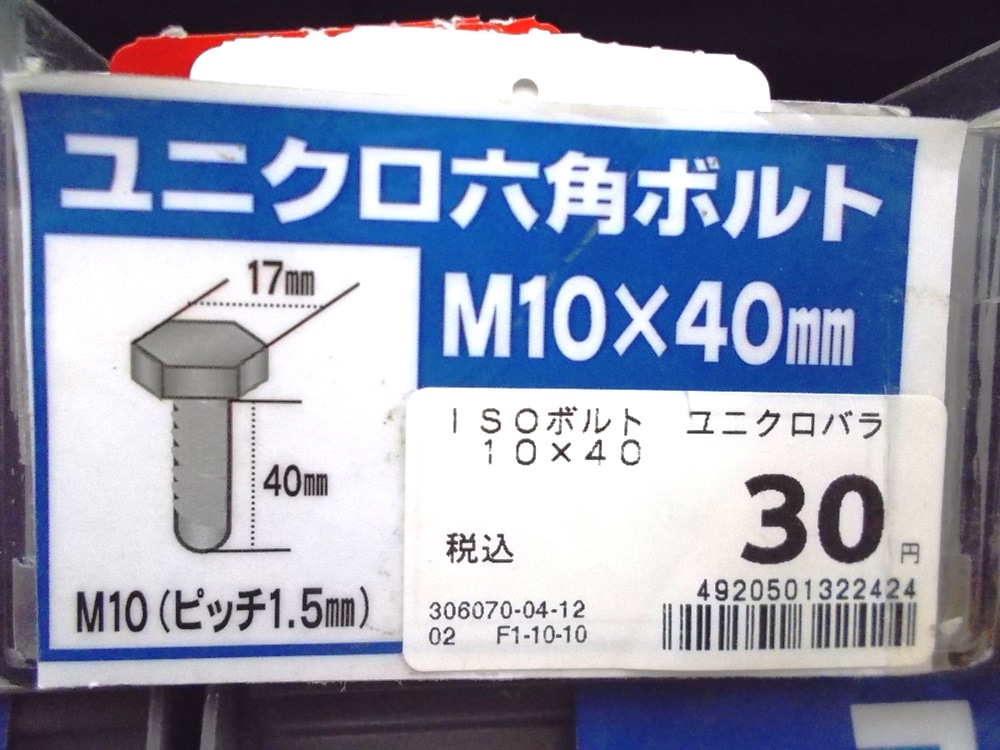 ユニクロ六角ボルト
M10×40mm
17mm
40mm
M10(ピッチ1.5mm)
ISOボルト ユニクロバラ
10×40
30円
税込
4920501322424
306070-04-12
02 F1-10-10